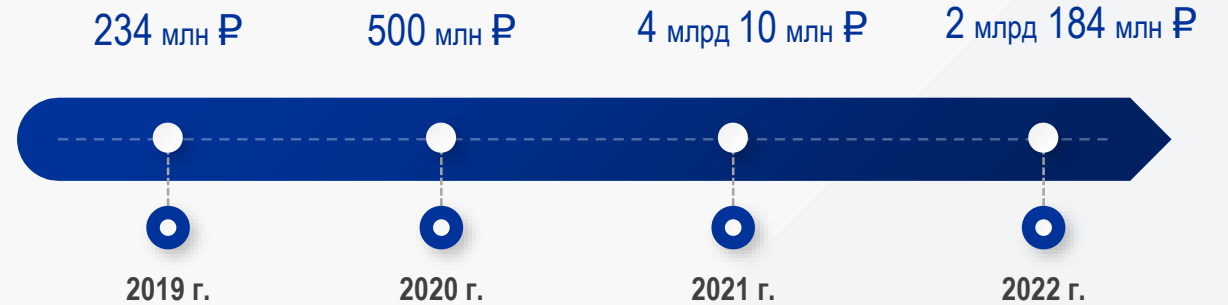 234 млн ₽ 500 млн ₽ 4 млрд 10 млн ₽ 2 млрд 184 млн ₽
2019 г. 2020 г. 2021 г. 2022 г.